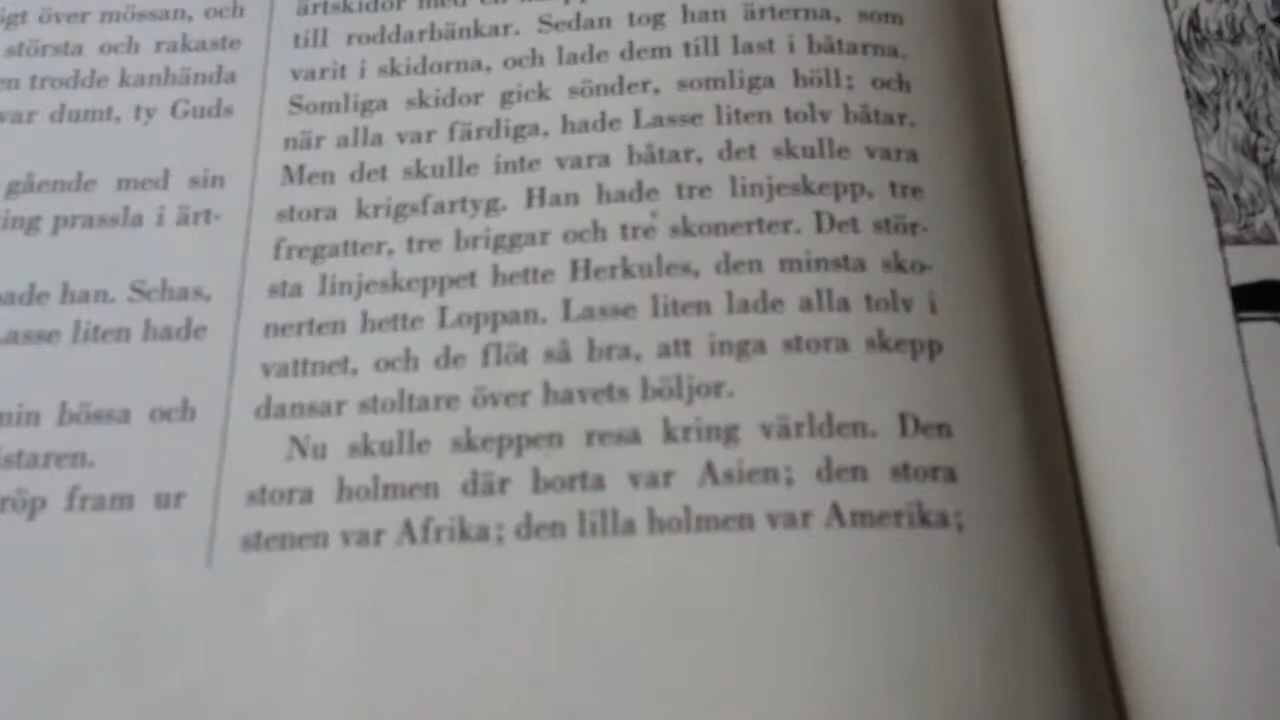 igt över mössan, och
största och rakaste
en trodde kanhända
var dumt, ty Guds
gående med sin
ing prassla i ärt-
ade han. Schas,
Lasse liten hade
min bössa och
istaren.
röp fram ur
ärtskidor med en
till roddarbänkar. Sedan tog han ärterna, som
varit i skidorna, och lade dem till last i båtarna.
Somliga skidor gick sönder, somliga höll; och
när alla var färdiga, hade Lasse liten tolv båtar.
Men det skulle inte vara båtar, det skulle vara
stora krigsfartyg. Han hade tre linjeskepp, tre
fregatter, tre briggar och tre skonerter. Det stör-
sta linjeskeppet hette Herkules, den minsta sko-
nerten hette Loppan. Lasse liten lade alla tolv i
vattnet, och de flöt så bra, att inga stora skepp
dansar stoltare över havets böljor.
Nu skulle skeppen resa kring världen. Den
stora holmen där borta var Asien; den stora
stenen var Afrika; den lilla holmen var Amerika;